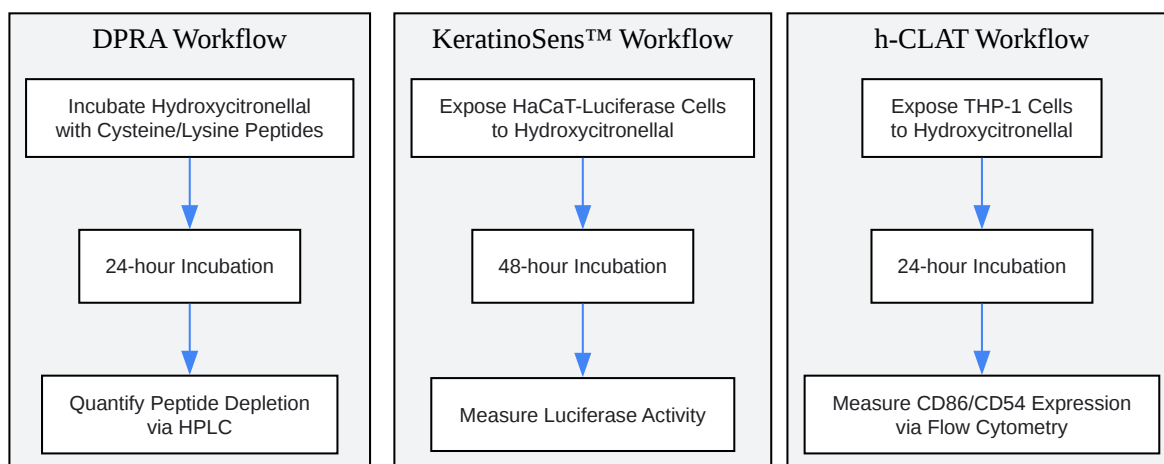 DPRA Workflow
Incubate Hydroxycitronellal
with Cysteine/Lysine Peptides
24-hour Incubation
Quantify Peptide Depletion
via HPLC
KeratinoSens™ Workflow
Expose HaCaT-Luciferase Cells
to Hydroxycitronellal
48-hour Incubation
Measure Luciferase Activity
h-CLAT Workflow
Expose THP-1 Cells
to Hydroxycitronellal
24-hour Incubation
Measure CD86/CD54 Expression
via Flow Cytometry